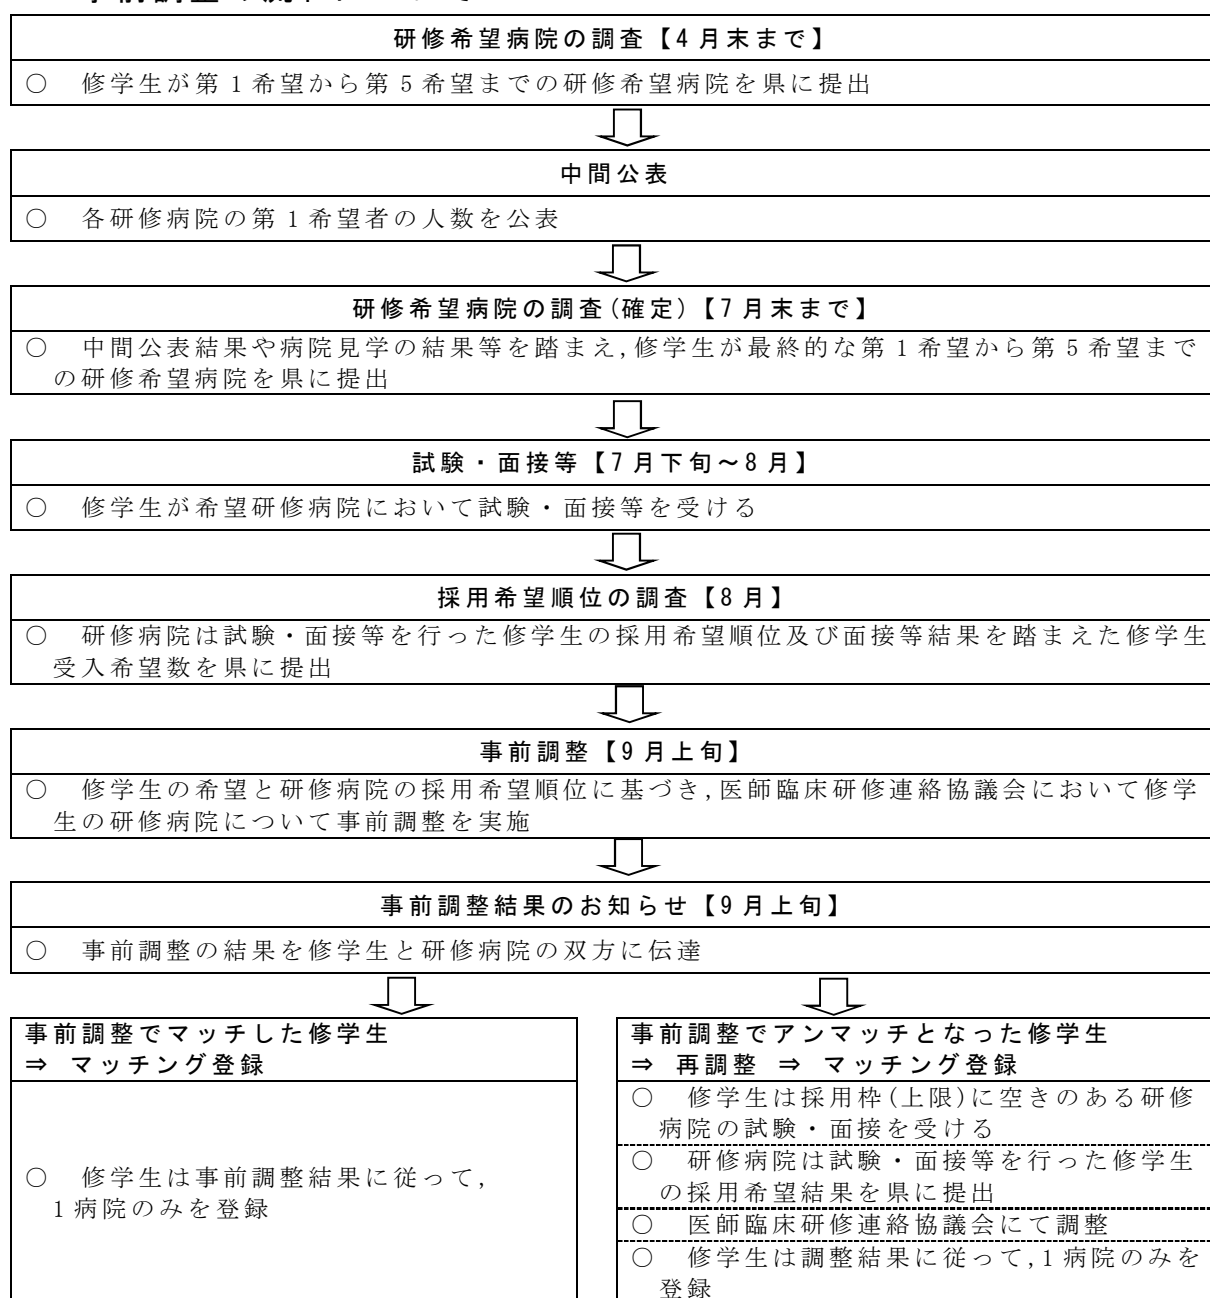 研修希望病院の調査【4月末まで】
○　修学生が第1希望から第5希望までの研修希望病院を県に提出
中間公表
○　各研修病院の第1希望者の人数を公表
研修希望病院の調査(確定)【7月末まで】
○　中間公表結果や病院見学の結果等を踏まえ,修学生が最終的な第1希望から第5希望まで
の研修希望病院を県に提出
試験・面接等【7月下旬～8月】
○　修学生が希望研修病院において試験・面接等を受ける
採用希望順位の調査【8月】
○　研修病院は試験・面接等を行った修学生の採用希望順位及び面接等結果を踏まえた修学生
受入希望数を県に提出
事前調整【9月上旬】
○　修学生の希望と研修病院の採用希望順位に基づき,医師臨床研修連絡協議会において修学
生の研修病院について事前調整を実施
事前調整結果のお知らせ【9月上旬】
○　事前調整の結果を修学生と研修病院の双方に伝達
事前調整でマッチした修学生
⇒ マッチング登録
○　修学生は事前調整結果に従って,
1病院のみを登録
事前調整でアンマッチとなった修学生
⇒ 再調整 ⇒ マッチング登録
○　修学生は採用枠(上限)に空きのある研修
病院の試験・面接を受ける
○　研修病院は試験・面接等を行った修学生
の採用希望結果を県に提出
○　医師臨床研修連絡協議会にて調整
○　修学生は調整結果に従って,1病院のみを
登録